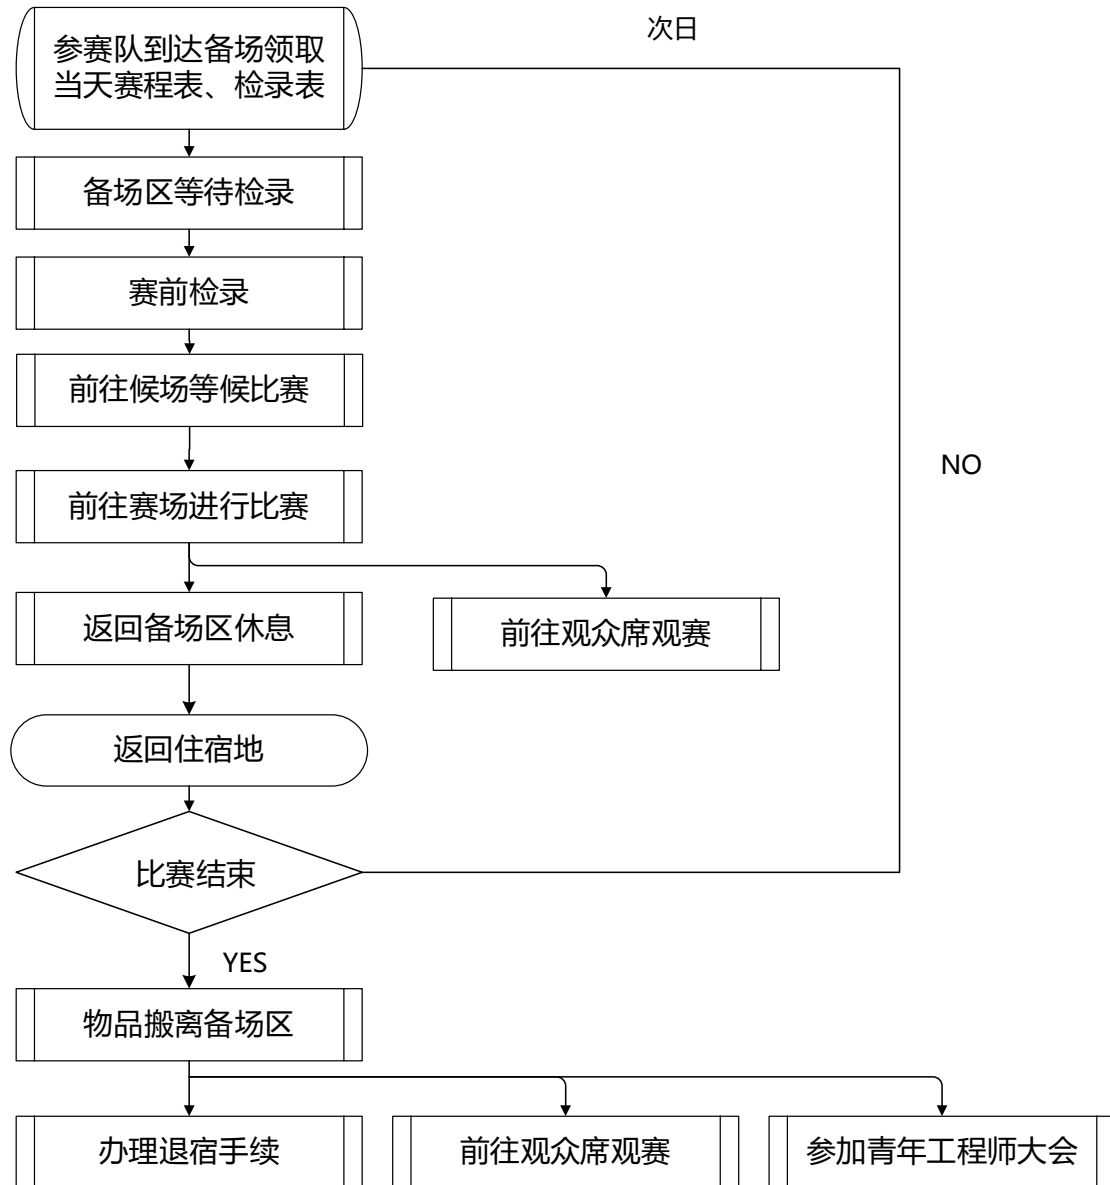 次日
参赛队到达备场领取
当天赛程表、检录表
备场区等待检录
赛前检录
前往候场等候比赛
NO
前往赛场进行比赛
返回备场区休息
前往观众席观赛
返回住宿地
比赛结束
YES
物品搬离备场区
办理退宿手续
前往观众席观赛
参加青年工程师大会